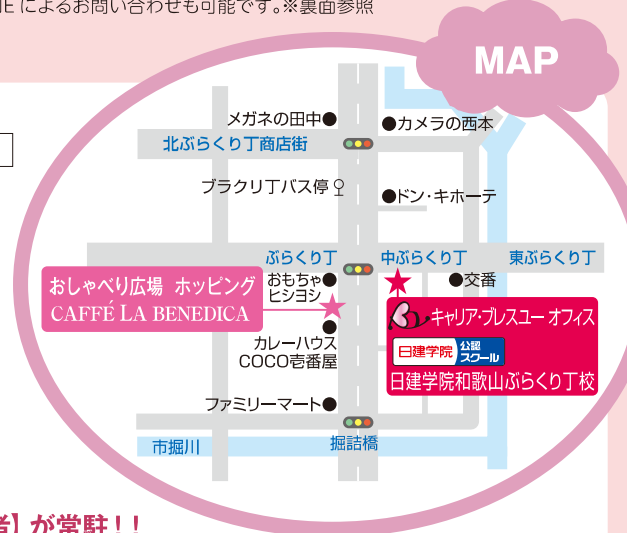 IE によるお問い合わせも可能です。※裏面参照
MAP
メガネの田中
カメラの西本
北ぶらくり丁商店街
ブラクリ丁バス停
ドン・キホーテ
ぶらくり丁
中ぶらくり丁
東ぶらくり丁
おしゃべり広場 ホッピング
CAFFÉ LA BENEDICA
おもちゃ
ヒシヨシ
交番
キャリア・ブレスユー オフィス
日建学院 公認
スクール
日建学院和歌山ぶらくり丁校
カレーハウス
COCO壱番屋
ファミリーマート
市堀川
堀詰橋
者】が常駐!!